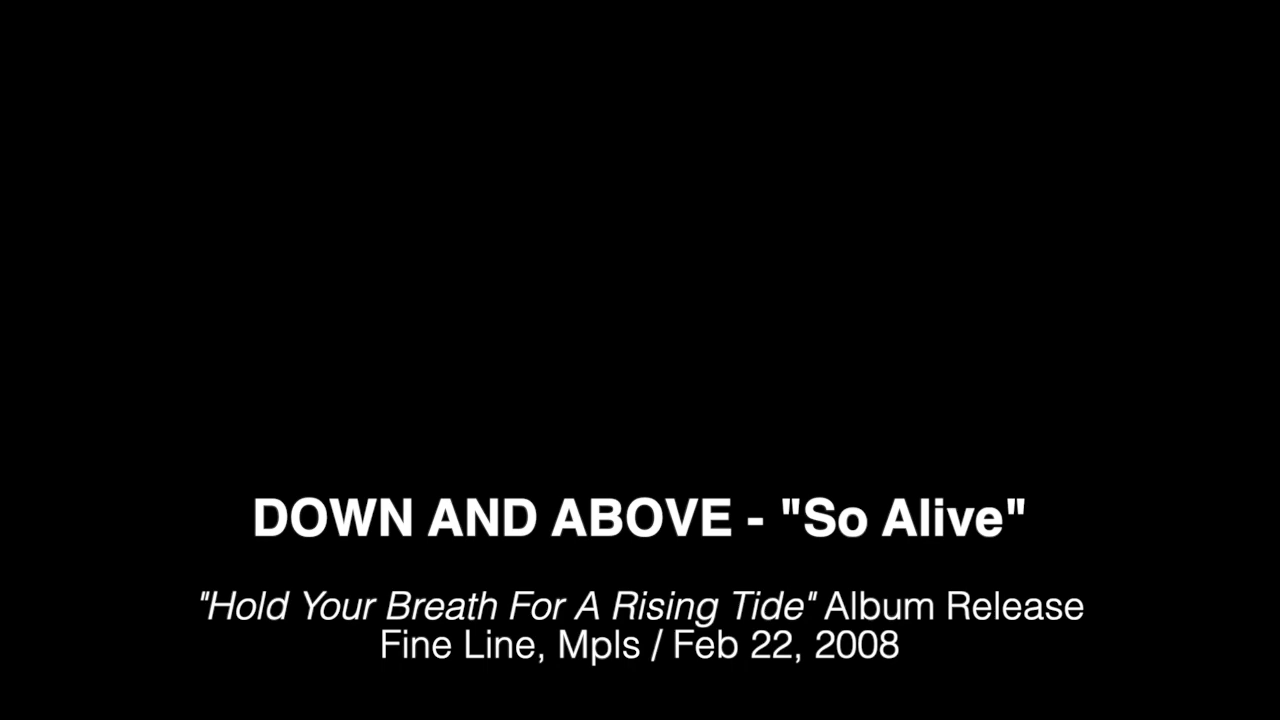 DOWN AND ABOVE - "So Alive"
"Hold Your Breath For A Rising Tide" Album Release
Fine Line, Mpls / Feb 22, 2008